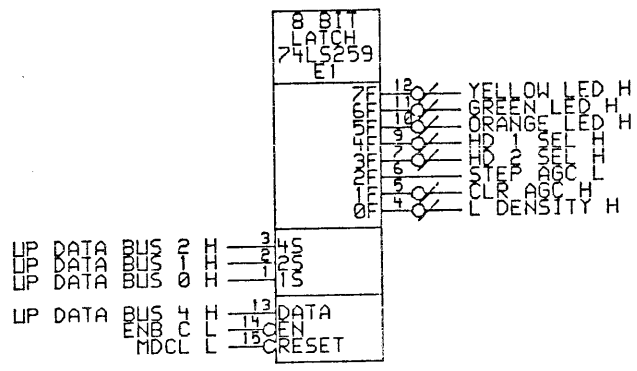 8 BIT
LATCH
74LS259
E1
7F 12 YELLOW LED H
6F 11 GREEN LED H
5F 10 ORANGE LED H
4F 9 HD 1 SEL H
3F 7 HD 2 SEL H
2F 6 STEP AGC L
1F 5 CLR AGC H
0F 4 L DENSITY H
UP DATA BUS 2 H 3 4S
UP DATA BUS 1 H 2 2S
UP DATA BUS 0 H 1 1S
UP DATA BUS 4 H 13 DATA
ENB C L 14 EN
MDCL L 15 RESET